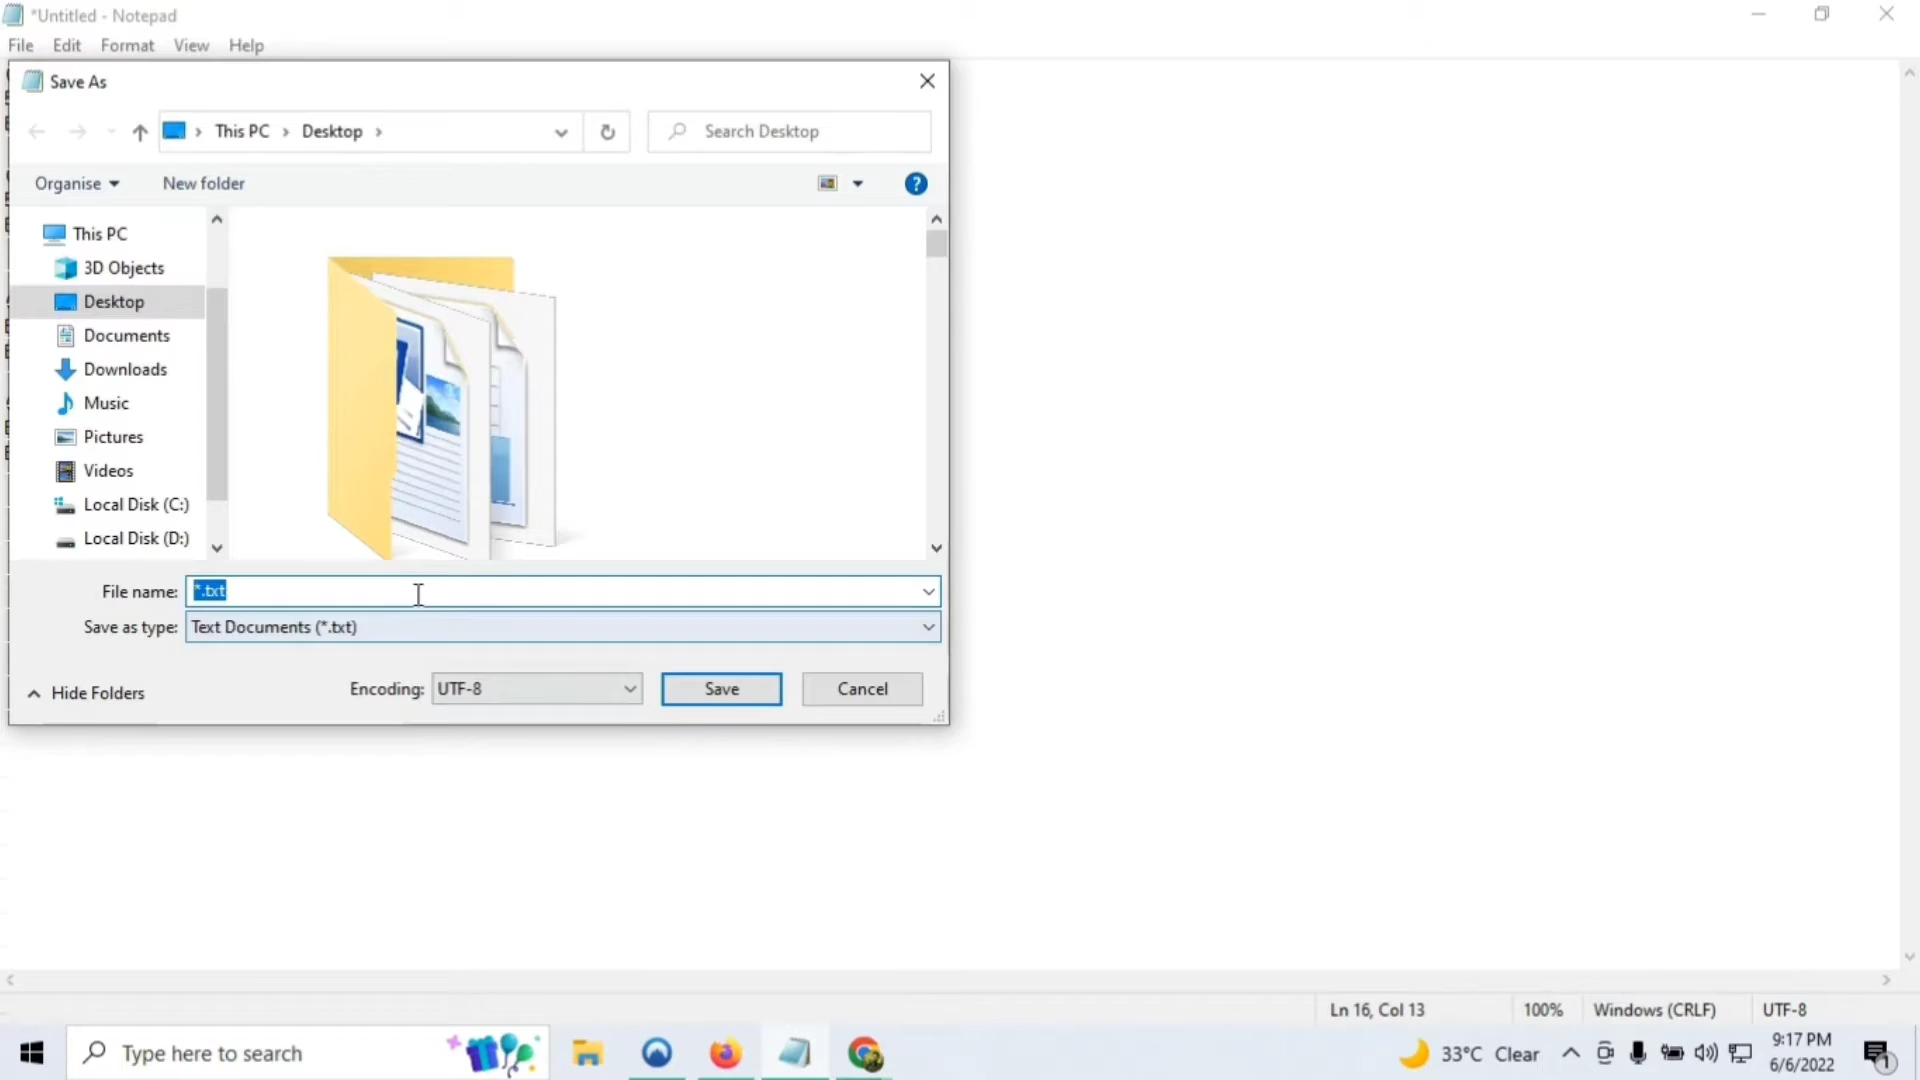 *Untitled - Notepad
File Edit Format View Help
Save As
This PC Desktop
Search Desktop
Organise New folder
?
This PC
3D Objects
Desktop
Documents
Downloads
Music
Pictures
Videos
Local Disk (C:)
Local Disk (D:)
File name: *.txt
Save as type: Text Documents (*.txt)
Hide Folders Encoding: UTF-8 Save Cancel
Ln 16, Col 13 100% Windows (CRLF) UTF-8
Type here to search
33°C Clear
9:17 PM
6/6/2022
1